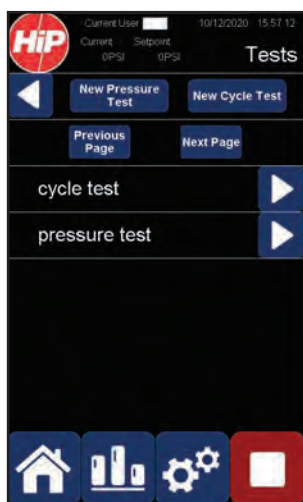 HiP
Current User
10/12/2020 15:57:12
Current Setpoint
0PSI 0PSI
Tests
New Pressure
Test
New Cycle Test
Previous
Page
Next Page
cycle test
pressure test